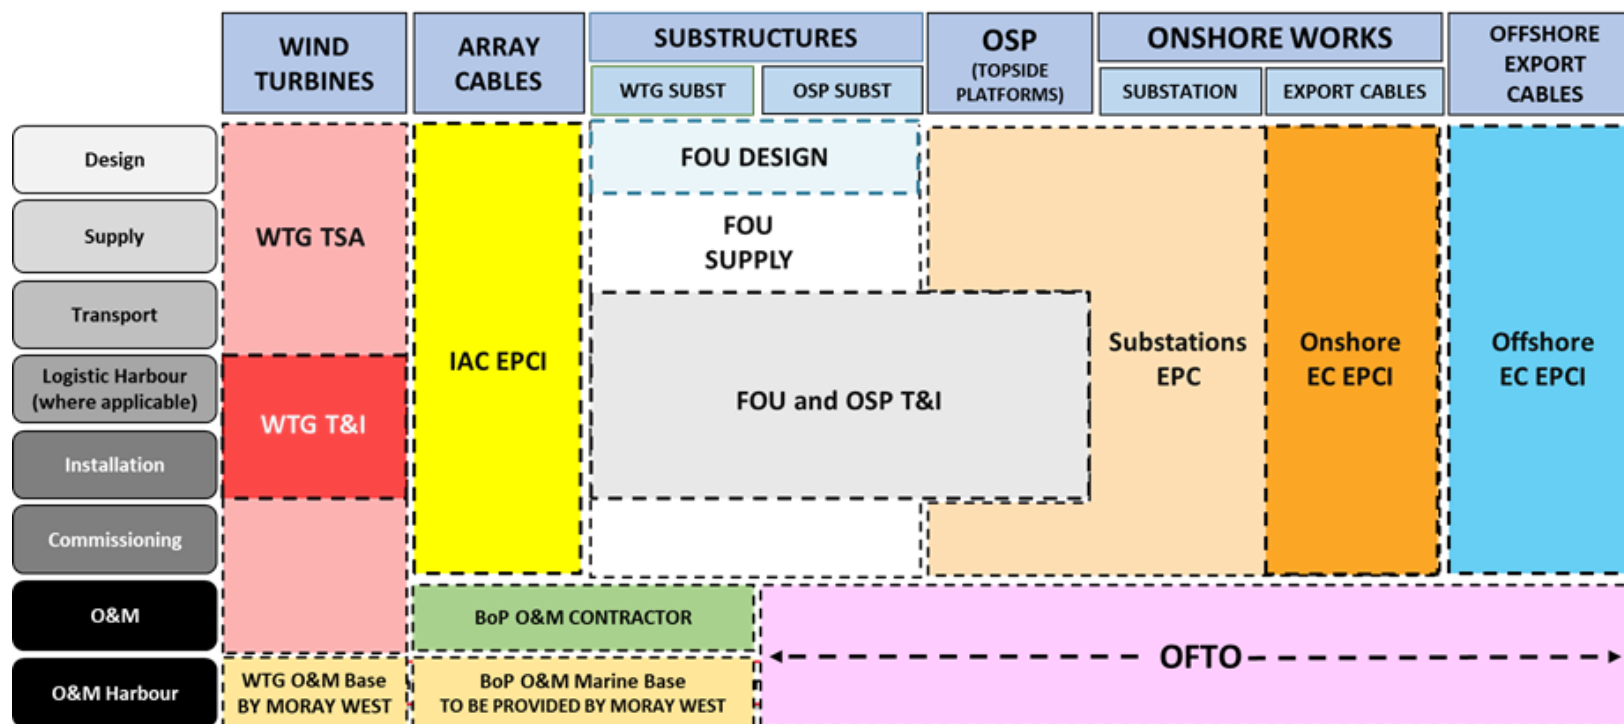 WIND
TURBINES
ARRAY
CABLES
SUBSTRUCTURES
WTG SUBST
OSP SUBST
OSP
(TOPSIDE
PLATFORMS)
ONSHORE WORKS
SUBSTATION
EXPORT CABLES
OFFSHORE
EXPORT
CABLES
Design
Supply
Transport
Logistic Harbour
(where applicable)
Installation
Commissioning
O&M
O&M Harbour
WTG TSA
WTG T&I
IAC EPCI
FOU DESIGN
FOU
SUPPLY
FOU and OSP T&I
Substations
EPC
Onshore
EC EPCI
Offshore
EC EPCI
BoP O&M CONTRACTOR
OFTO
WTG O&M Base
BY MORAY WEST
BoP O&M Marine Base
TO BE PROVIDED BY MORAY WEST